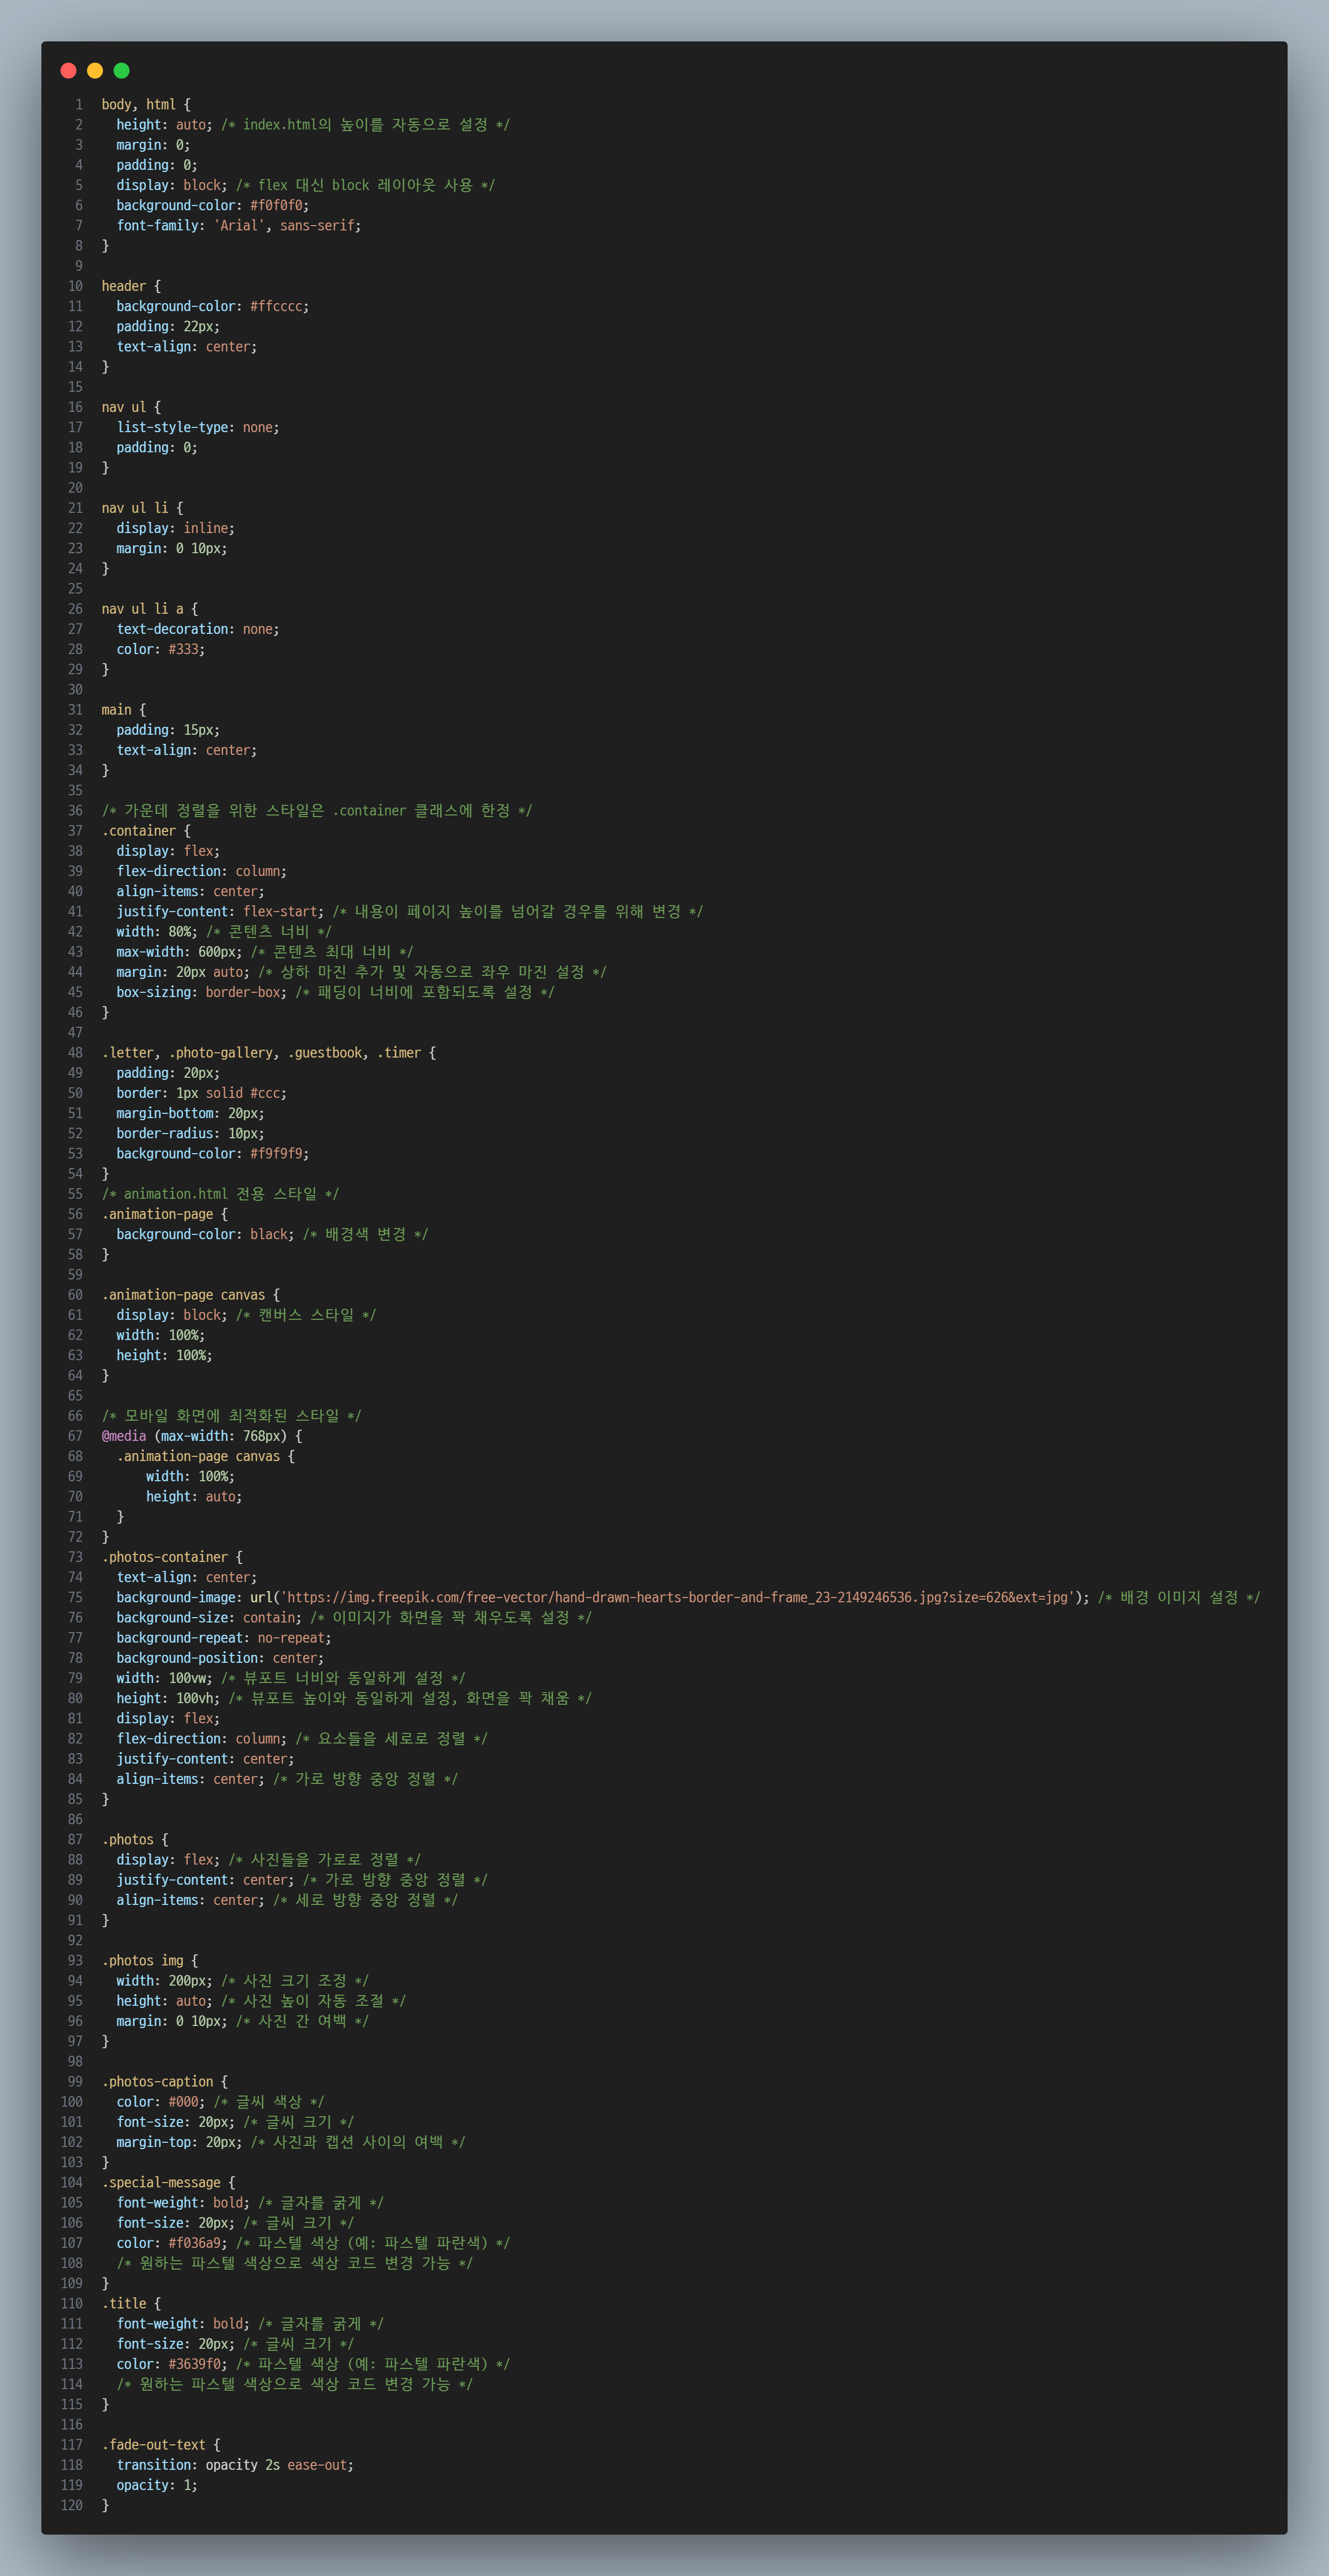 1 body, html {
2   height: auto; /* index.html의 높이를 자동으로 설정 */
3   margin: 0;
4   padding: 0;
5   display: block; /* flex 대신 block 레이아웃 사용 */
6   background-color: #f0f0f0;
7   font-family: 'Arial', sans-serif;
8 }
9
10 header {
11   background-color: #ffcccc;
12   padding: 22px;
13   text-align: center;
14 }
15
16 nav ul {
17   list-style-type: none;
18   padding: 0;
19 }
20
21 nav ul li {
22   display: inline;
23   margin: 0 10px;
24 }
25
26 nav ul li a {
27   text-decoration: none;
28   color: #333;
29 }
30
31 main {
32   padding: 15px;
33   text-align: center;
34 }
35
36 /* 가운데 정렬을 위한 스타일은 .container 클래스에 한정 */
37 .container {
38   display: flex;
39   flex-direction: column;
40   align-items: center;
41   justify-content: flex-start; /* 내용이 페이지 높이를 넘어갈 경우를 위해 변경 */
42   width: 80%; /* 콘텐츠 너비 */
43   max-width: 600px; /* 콘텐츠 최대 너비 */
44   margin: 20px auto; /* 상하 마진 추가 및 자동으로 좌우 마진 설정 */
45   box-sizing: border-box; /* 패딩이 너비에 포함되도록 설정 */
46 }
47
48 .letter, .photo-gallery, .guestbook, .timer {
49   padding: 20px;
50   border: 1px solid #ccc;
51   margin-bottom: 20px;
52   border-radius: 10px;
53   background-color: #f9f9f9;
54 }
55 /* animation.html 전용 스타일 */
56 .animation-page {
57   background-color: black; /* 배경색 변경 */
58 }
59
60 .animation-page canvas {
61   display: block; /* 캔버스 스타일 */
62   width: 100%;
63   height: 100%;
64 }
65
66 /* 모바일 화면에 최적화된 스타일 */
67 @media (max-width: 768px) {
68   .animation-page canvas {
69       width: 100%;
70       height: auto;
71   }
72 }
73 .photos-container {
74   text-align: center;
75   background-image: url('https://img.freepik.com/free-vector/hand-drawn-hearts-border-and-frame_23-2149246536.jpg?size=626&ext=jpg'); /* 배경 이미지 설정 */
76   background-size: contain; /* 이미지가 화면을 꽉 채우도록 설정 */
77   background-repeat: no-repeat;
78   background-position: center;
79   width: 100vw; /* 뷰포트 너비와 동일하게 설정 */
80   height: 100vh; /* 뷰포트 높이와 동일하게 설정, 화면을 꽉 채움 */
81   display: flex;
82   flex-direction: column; /* 요소들을 세로로 정렬 */
83   justify-content: center;
84   align-items: center; /* 가로 방향 중앙 정렬 */
85 }
86
87 .photos {
88   display: flex; /* 사진들을 가로로 정렬 */
89   justify-content: center; /* 가로 방향 중앙 정렬 */
90   align-items: center; /* 세로 방향 중앙 정렬 */
91 }
92
93 .photos img {
94   width: 200px; /* 사진 크기 조정 */
95   height: auto; /* 사진 높이 자동 조절 */
96   margin: 0 10px; /* 사진 간 여백 */
97 }
98
99 .photos-caption {
100   color: #000; /* 글씨 색상 */
101   font-size: 20px; /* 글씨 크기 */
102   margin-top: 20px; /* 사진과 캡션 사이의 여백 */
103 }
104 .special-message {
105   font-weight: bold; /* 글자를 굵게 */
106   font-size: 20px; /* 글씨 크기 */
107   color: #f036a9; /* 파스텔 색상 (예: 파스텔 파란색) */
108   /* 원하는 파스텔 색상으로 색상 코드 변경 가능 */
109 }
110 .title {
111   font-weight: bold; /* 글자를 굵게 */
112   font-size: 20px; /* 글씨 크기 */
113   color: #3639f0; /* 파스텔 색상 (예: 파스텔 파란색) */
114   /* 원하는 파스텔 색상으로 색상 코드 변경 가능 */
115 }
116
117 .fade-out-text {
118   transition: opacity 2s ease-out;
119   opacity: 1;
120 }